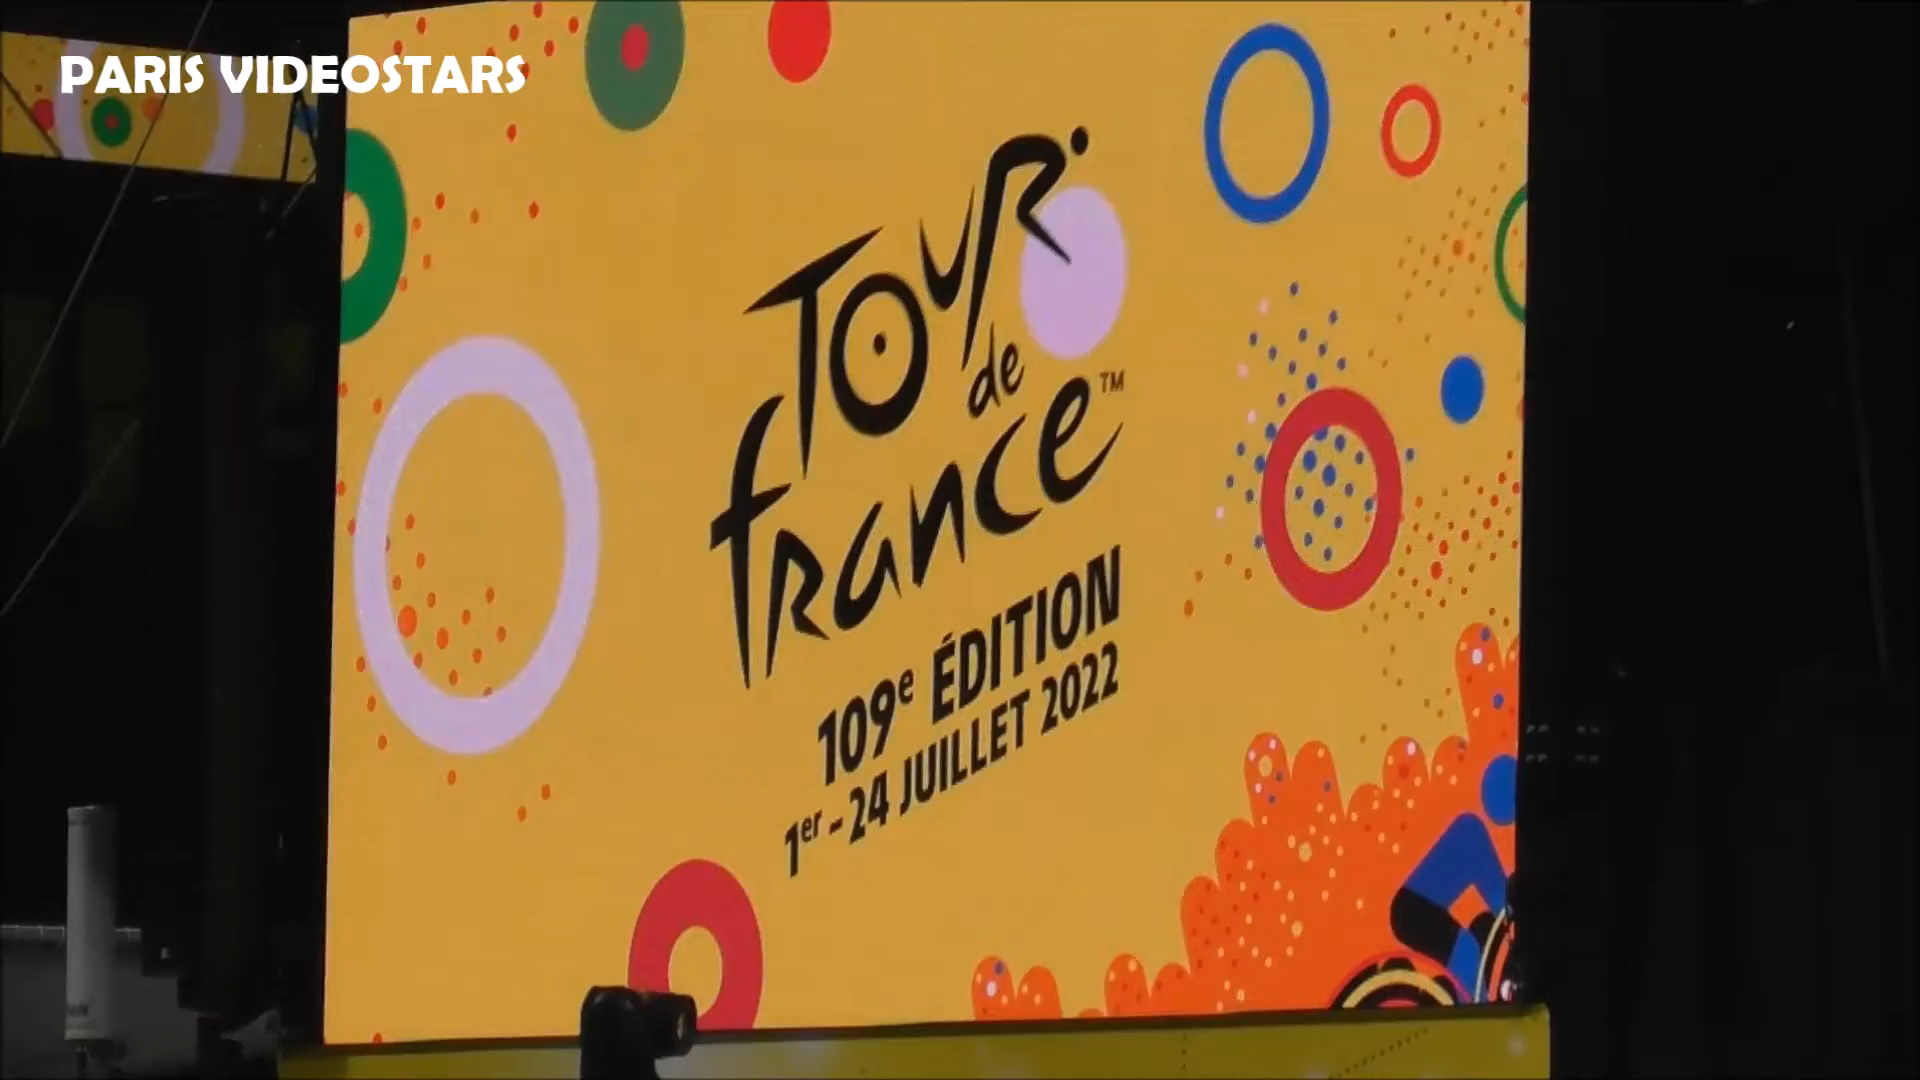 PARIS VIDEOSTARS
TOUR
de
france™
109e ÉDITION
1er - 24 JUILLET 2022